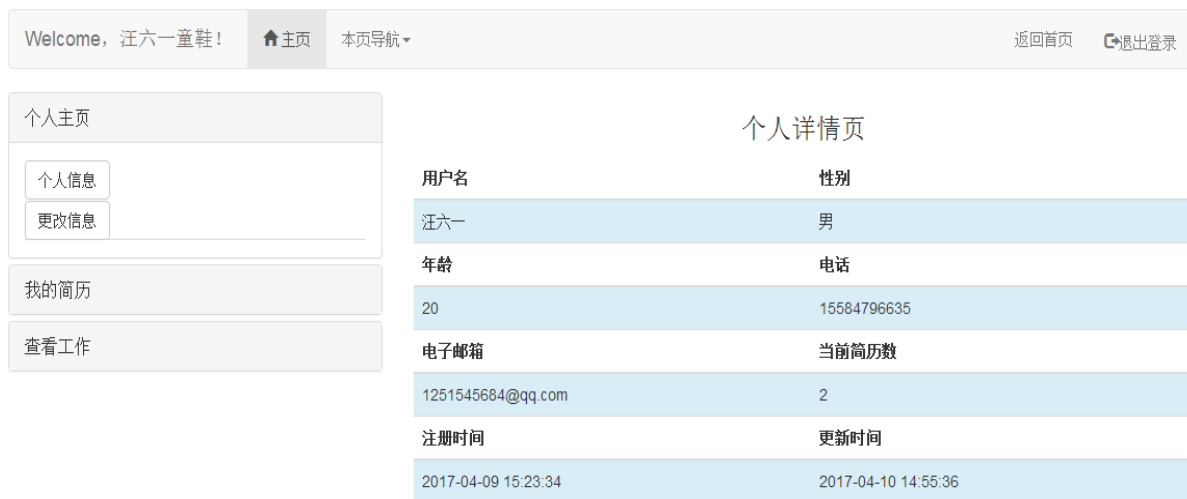 Welcome，汪六一童鞋！ 主页 本页导航 返回首页 退出登录
个人主页
个人信息
更改信息
我的简历
查看工作
个人详情页
用户名 性别
汪六一 男
年龄 电话
20 15584796635
电子邮箱 当前简历数
1251545684@qq.com 2
注册时间 更新时间
2017-04-09 15:23:34 2017-04-10 14:55:36